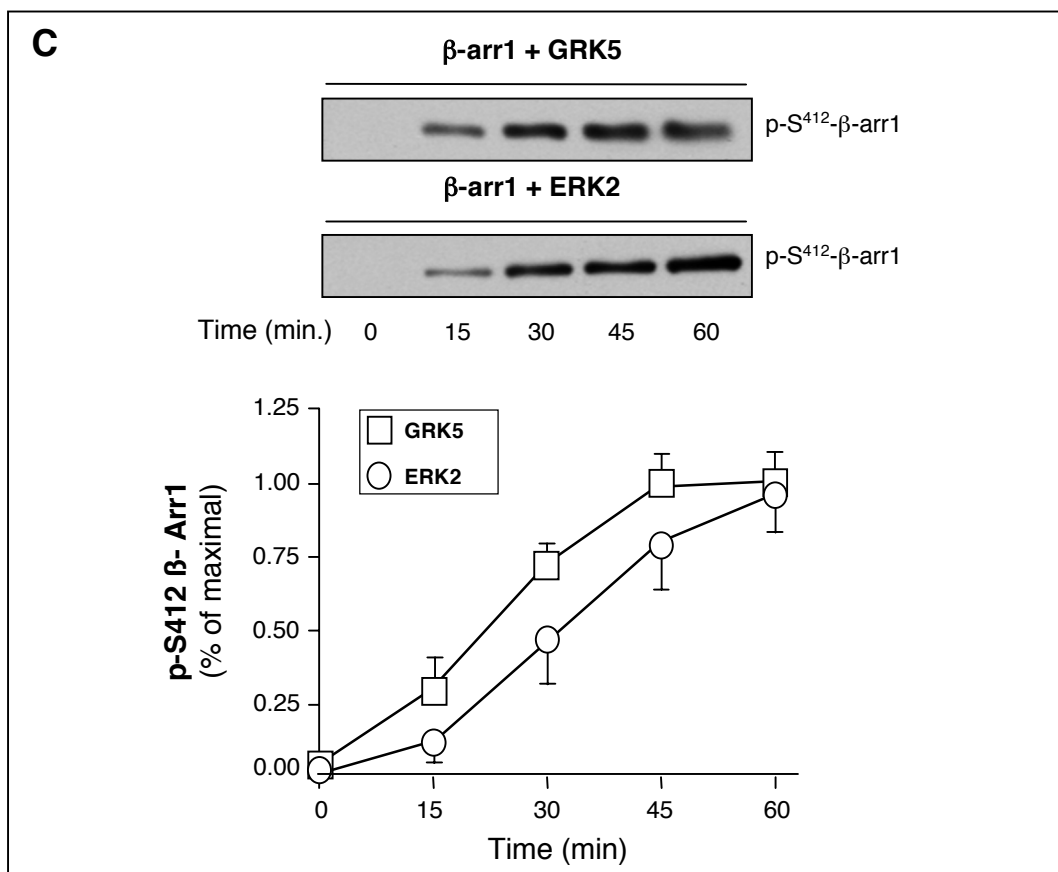 C
β-arr1 + GRK5
p-S412-β-arr1
β-arr1 + ERK2
p-S412-β-arr1
Time (min.) 0 15 30 45 60
1.25
1.00
0.75
0.50
0.25
0.00
p-S412 ß- Arr1
(% of maximal)
GRK5
ERK2
0 15 30 45 60
Time (min)